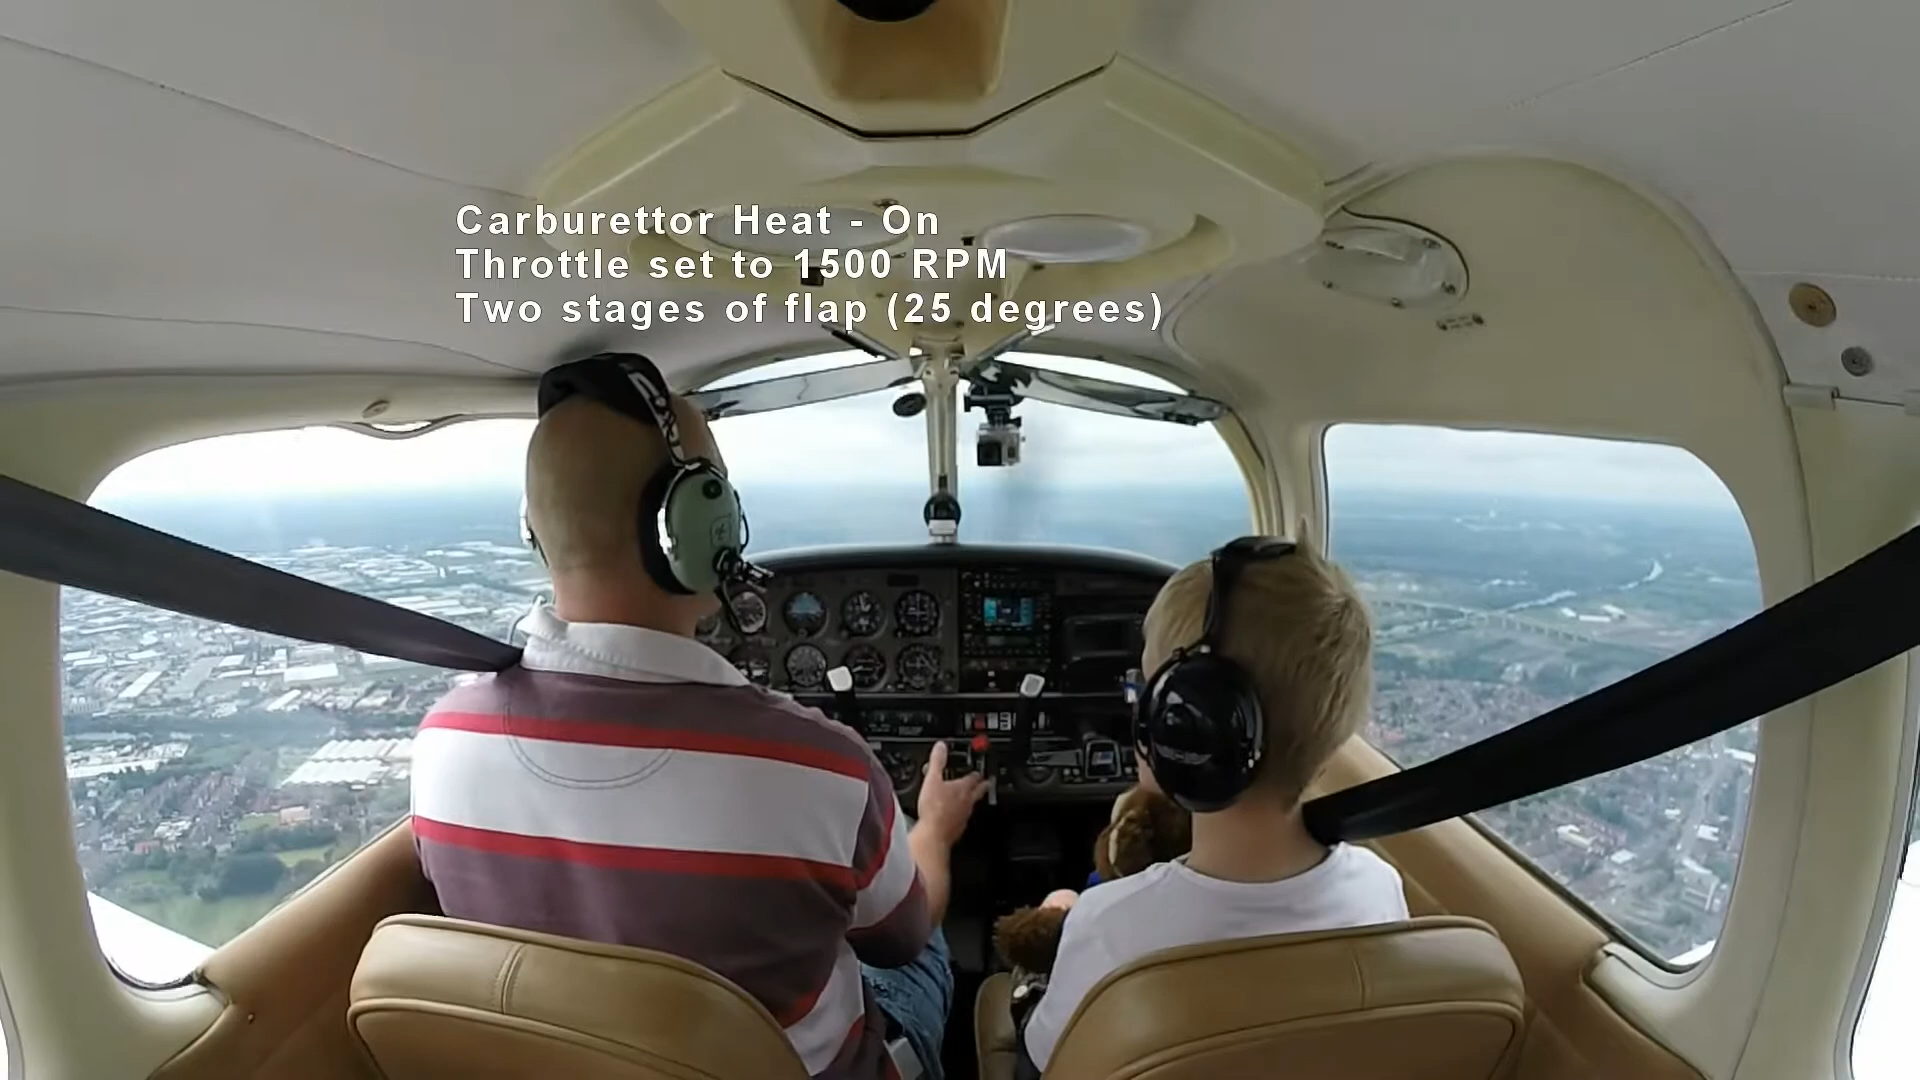 Carburettor Heat - On
Throttle set to 1500 RPM
Two stages of flap (25 degrees)